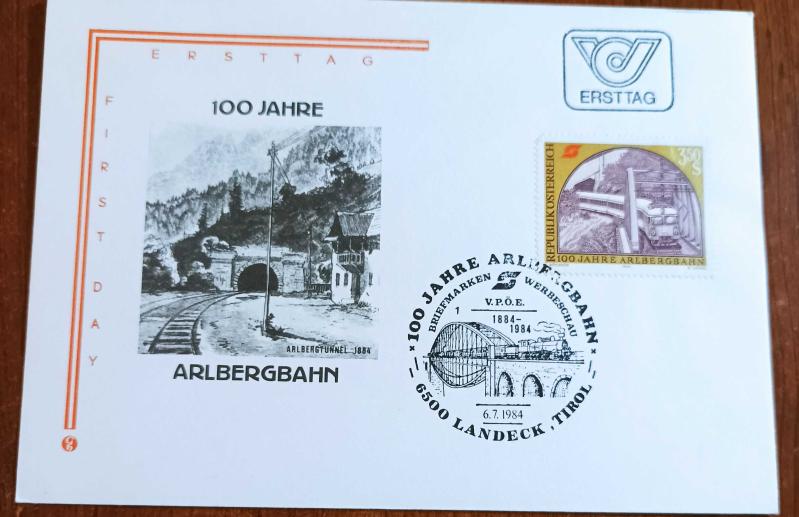 ERSTTAG
FIRST DAY
100 JAHRE
ARLBERGTUNNEL 1884
ARLBERGBAHN
ERSTTAG
REPUBLIK ÖSTERREICH
3.50
S
100 JAHRE ARLBERGBAHN
100 JAHRE ARLBERGBAHN
BRIEFMARKEN WERBESCHAU
V.P.Ö.E.
1
1884-
1984
6.7.1984
6500 LANDECK, TIROL